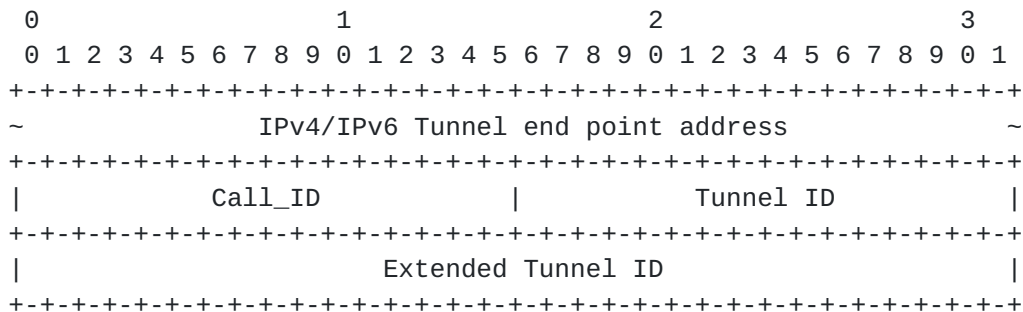 0                   1                   2                   3
 0 1 2 3 4 5 6 7 8 9 0 1 2 3 4 5 6 7 8 9 0 1 2 3 4 5 6 7 8 9 0 1
+-+-+-+-+-+-+-+-+-+-+-+-+-+-+-+-+-+-+-+-+-+-+-+-+-+-+-+-+-+-+-+-+
~               IPv4/IPv6 Tunnel end point address              ~
+-+-+-+-+-+-+-+-+-+-+-+-+-+-+-+-+-+-+-+-+-+-+-+-+-+-+-+-+-+-+-+-+
|            Call_ID            |           Tunnel ID           |
+-+-+-+-+-+-+-+-+-+-+-+-+-+-+-+-+-+-+-+-+-+-+-+-+-+-+-+-+-+-+-+-+
|                       Extended Tunnel ID                      |
+-+-+-+-+-+-+-+-+-+-+-+-+-+-+-+-+-+-+-+-+-+-+-+-+-+-+-+-+-+-+-+-+